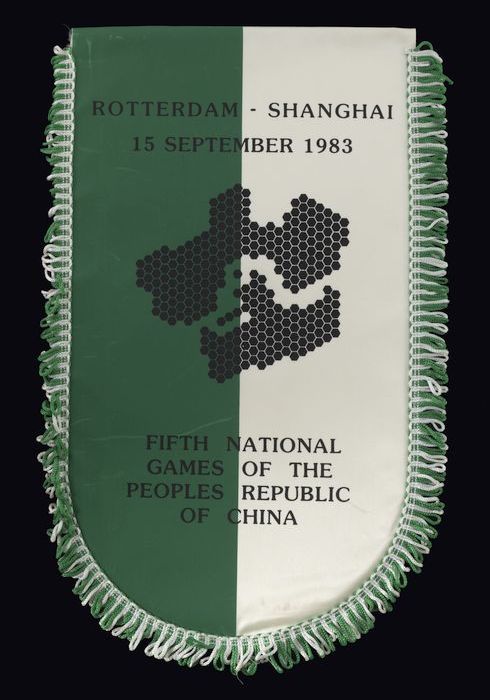 ROTTERDAM - SHANGHAI
15 SEPTEMBER 1983
FIFTH NATIONAL
GAMES OF THE
PEOPLES REPUBLIC
OF CHINA